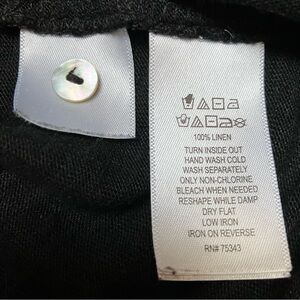 100% LINEN
TURN INSIDE OUT
HAND WASH COLD
WASH SEPARATELY
ONLY NON-CHLORINE
BLEACH WHEN NEEDED
RESHAPE WHILE DAMP
DRY FLAT
LOW IRON
IRON ON REVERSE
RN# 75343